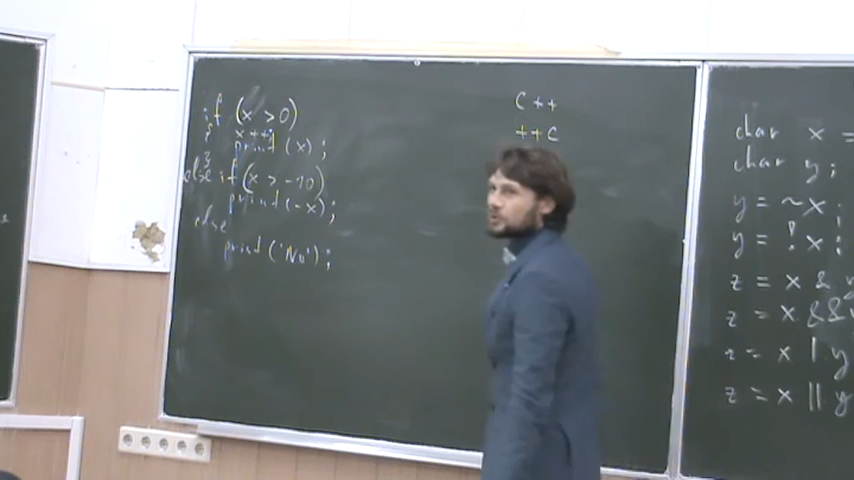 if (x > 0)
{ x++;
print (x);
}
else if (x > -10)
print (-x);
else
print ('No');
C++
++C
char x =
char y;
y = ~x;
y = !x;
z = x & y
z = x &&
z = x | y
z = x || y